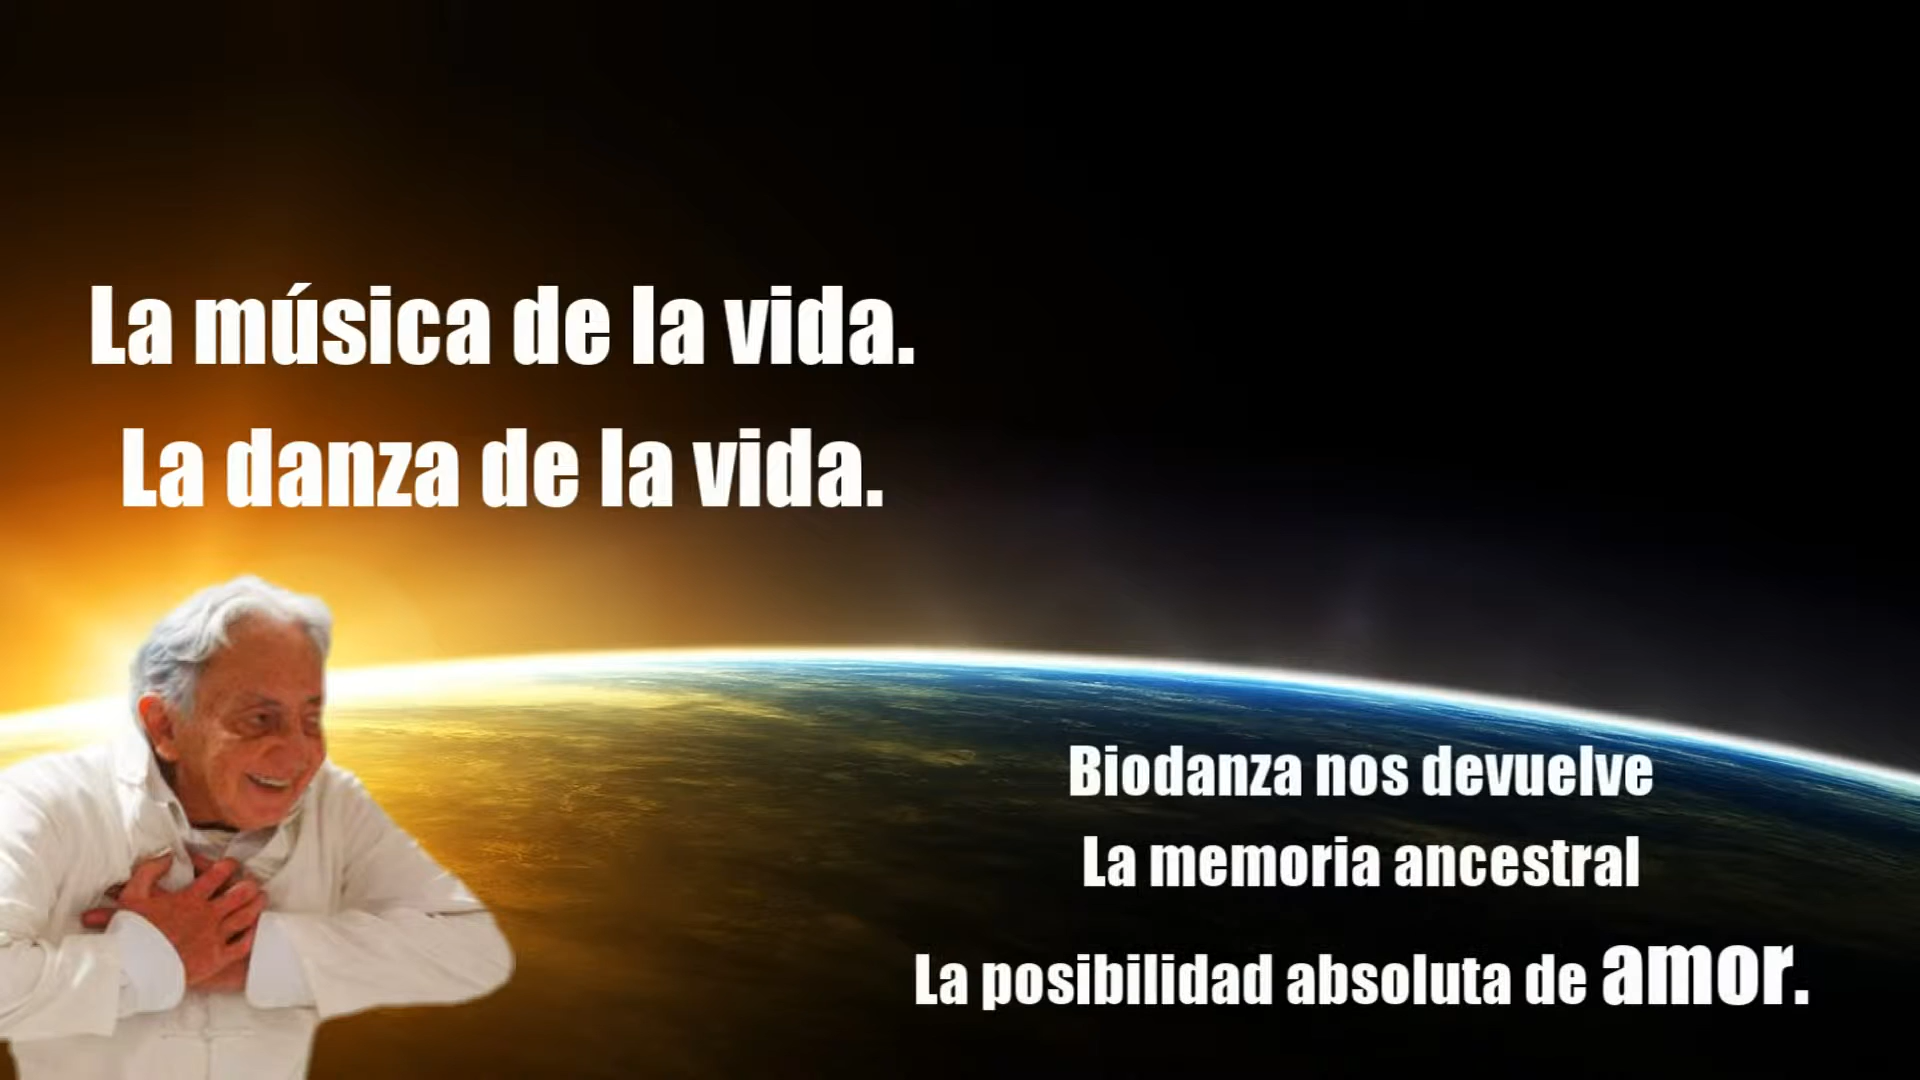 La música de la vida.
La danza de la vida.
Biodanza nos devuelve
La memoria ancestral
La posibilidad absoluta de amor.